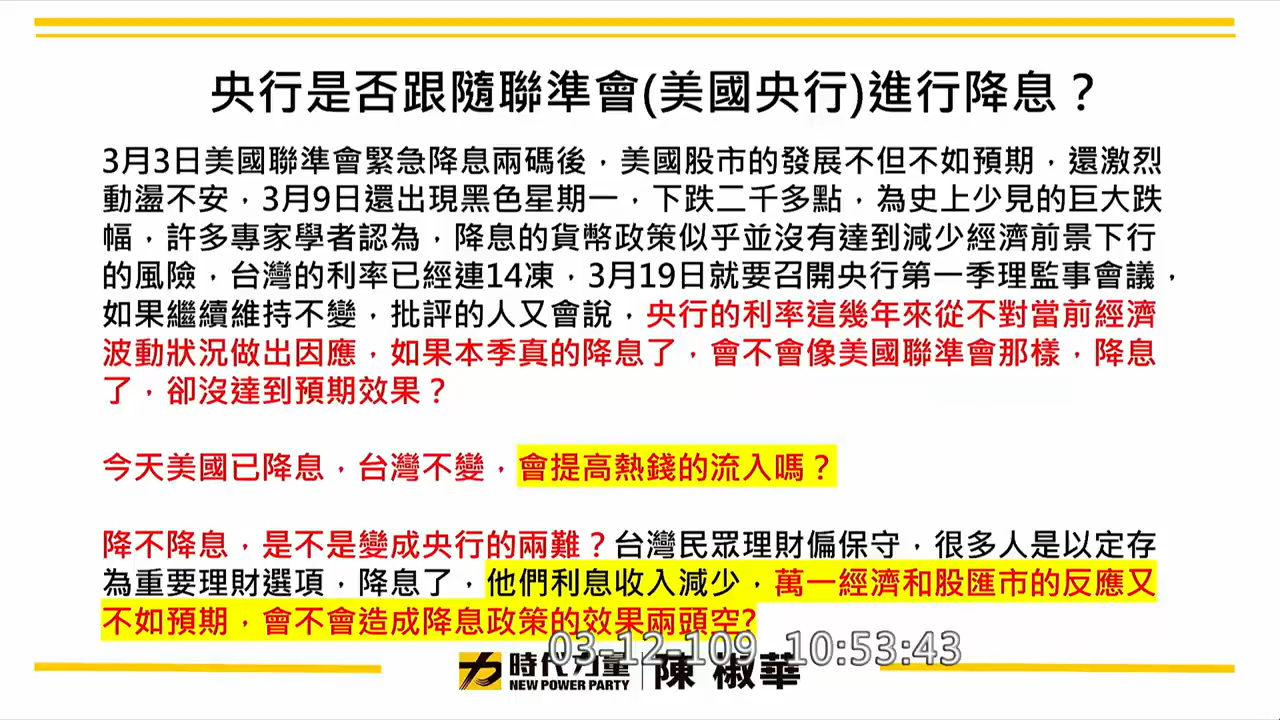 央行是否跟隨聯準會(美國央行)進行降息？
3月3日美國聯準會緊急降息兩碼後，美國股市的發展不但不如預期，還激烈
動盪不安，3月9日還出現黑色星期一，下跌二千多點，為史上少見的巨大跌
幅，許多專家學者認為，降息的貨幣政策似乎並沒有達到減少經濟前景下行
的風險，台灣的利率已經連14凍，3月19日就要召開央行第一季理監事會議，
如果繼續維持不變，批評的人又會說，央行的利率這幾年來從不對當前經濟
波動狀況做出因應，如果本季真的降息了，會不會像美國聯準會那樣，降息
了，卻沒達到預期效果？
今天美國已降息，台灣不變，會提高熱錢的流入嗎？
降不降息，是不是變成央行的兩難？台灣民眾理財偏保守，很多人是以定存
為重要理財選項，降息了，他們利息收入減少，萬一經濟和股匯市的反應又
不如預期，會不會造成降息政策的效果兩頭空?
03-12-109 10:53:43
時代力量 陳椒華
NEW POWER PARTY